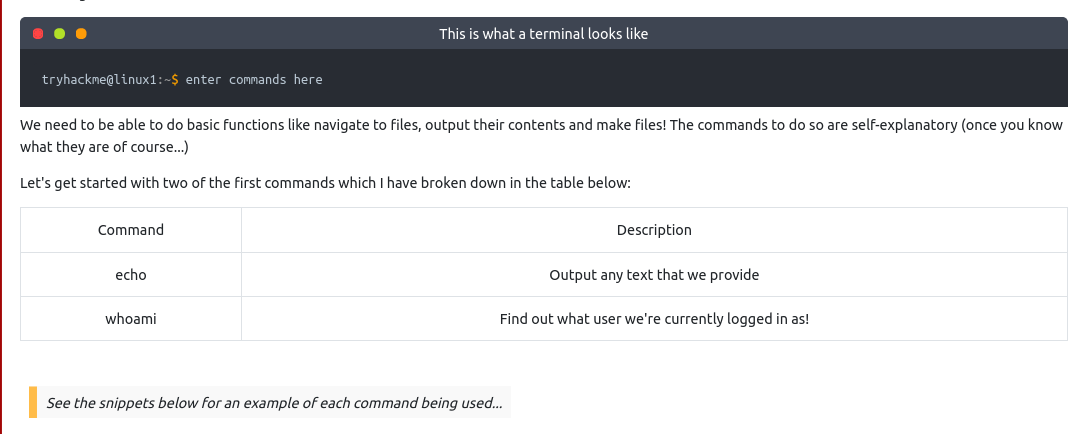 This is what a terminal looks like
tryhackme@linux1:~$ enter commands here
We need to be able to do basic functions like navigate to files, output their contents and make files! The commands to do so are self-explanatory (once you know
what they are of course...)
Let's get started with two of the first commands which I have broken down in the table below:
Command Description
echo Output any text that we provide
whoami Find out what user we're currently logged in as!
See the snippets below for an example of each command being used...